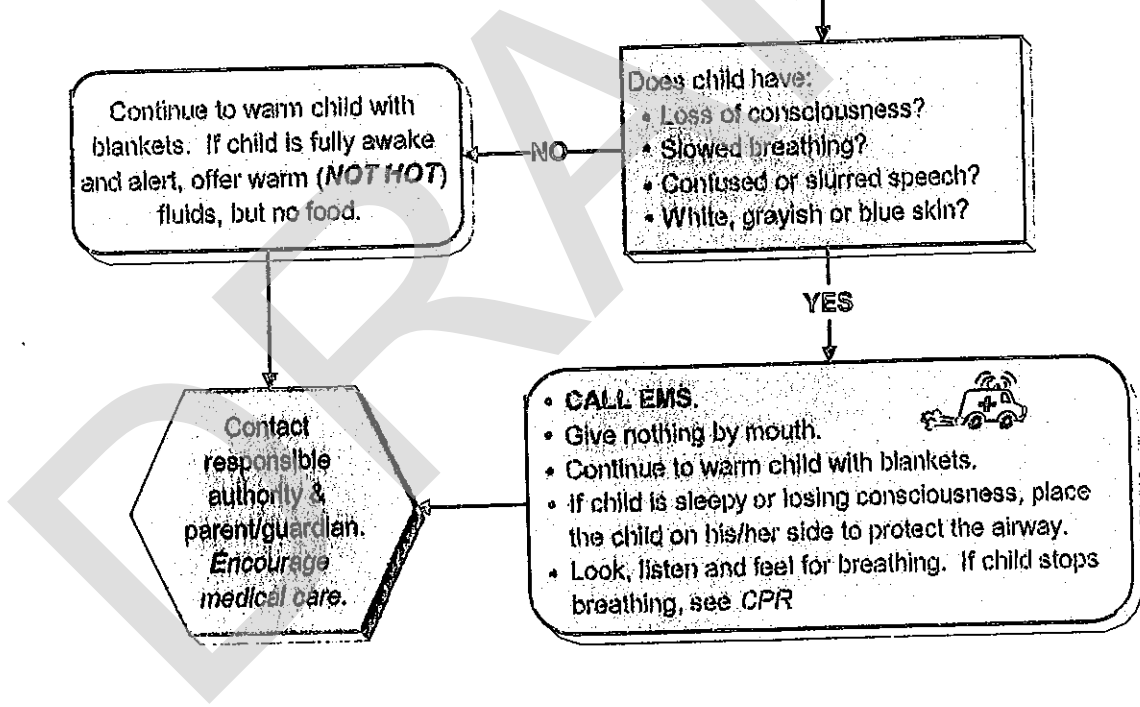 Does child have:
• Loss of consciousness?
• Slowed breathing?
• Confused or slurred speech?
• White, grayish or blue skin?
NO
Continue to warm child with
blankets. If child is fully awake
and alert, offer warm (NOT HOT)
fluids, but no food.
YES
• CALL EMS.
• Give nothing by mouth.
• Continue to warm child with blankets.
• If child is sleepy or losing consciousness, place
the child on his/her side to protect the airway.
• Look, listen and feel for breathing. If child stops
breathing, see CPR
Contact
responsible
authority &
parent/guardian.
Encourage
medical care.